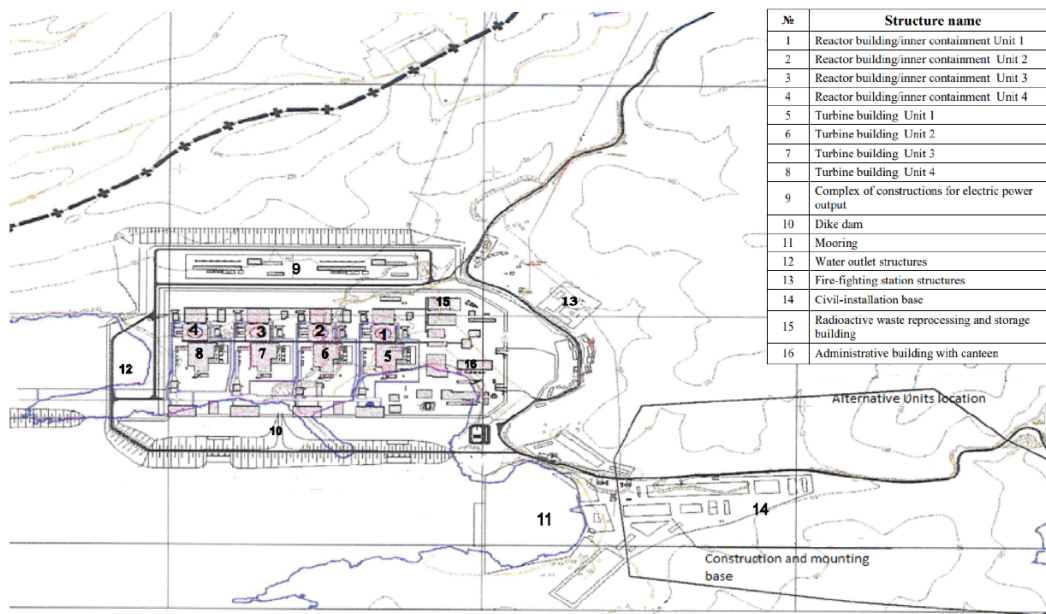 № Structure name
1 Reactor building/inner containment Unit 1
2 Reactor building/inner containment Unit 2
3 Reactor building/inner containment Unit 3
4 Reactor building/inner containment Unit 4
5 Turbine building Unit 1
6 Turbine building Unit 2
7 Turbine building Unit 3
8 Turbine building Unit 4
9 Complex of constructions for electric power
output
10 Dike dam
11 Mooring
12 Water outlet structures
13 Fire-fighting station structures
14 Civil-installation base
15 Radioactive waste reprocessing and storage
building
16 Administrative building with canteen
9
15
13
4 3 2 1
8 7 6 5
16
12
10
Alternative Units location
11
14
Construction and mounting
base